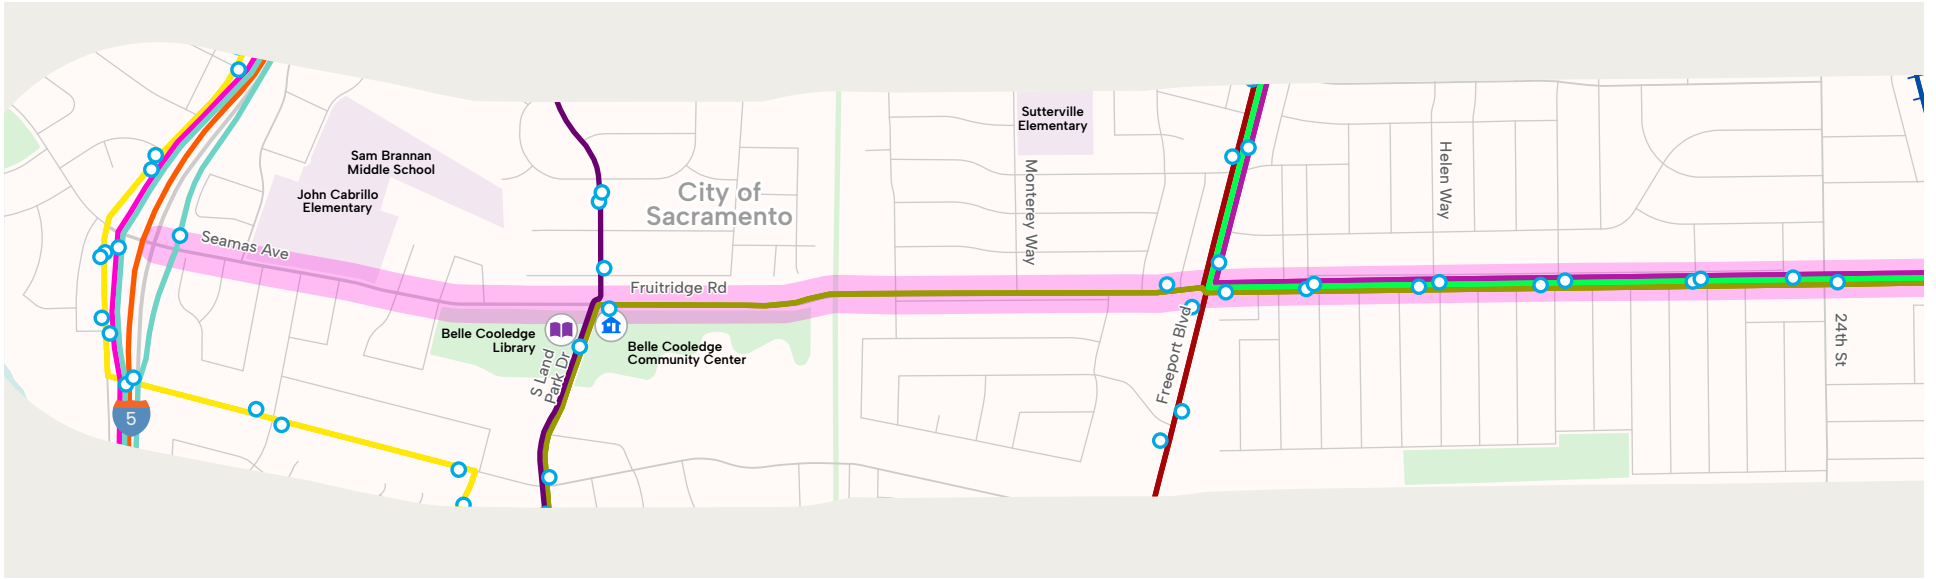 Sam Brannan
Middle School
John Cabrillo
Elementary
Seamas Ave
City of
Sacramento
Sutterville
Elementary
Monterey Way
Helen Way
Fruitridge Rd
Belle Cooledge
Library
Belle Cooledge
Community Center
S Land
Park Dr
Freeport Blvd
24th St
5